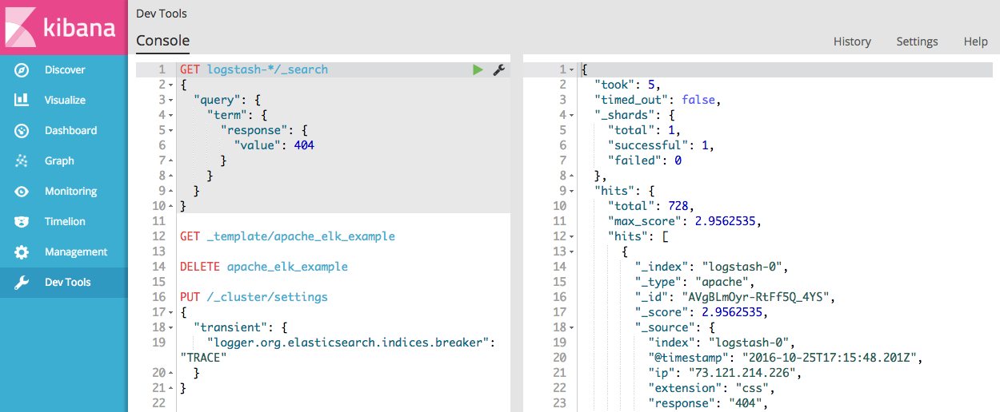 kibana
Discover
Visualize
Dashboard
Graph
Monitoring
Timelion
Management
Dev Tools
Dev Tools
Console
History Settings Help
1 GET logstash-*/_search
2 {
3 "query": {
4 "term": {
5 "response": {
6 "value": 404
7 }
8 }
9 }
10 }
11
12 GET _template/apache_elk_example
13
14 DELETE apache_elk_example
15
16 PUT /_cluster/settings
17 {
18 "transient": {
19 "logger.org.elasticsearch.indices.breaker":
"TRACE"
20 }
21 }
22
1 {
2 "took": 5,
3 "timed_out": false,
4 "_shards": {
5 "total": 1,
6 "successful": 1,
7 "failed": 0
8 },
9 "hits": {
10 "total": 728,
11 "max_score": 2.9562535,
12 "hits": [
13 {
14 "_index": "logstash-0",
15 "_type": "apache",
16 "_id": "AVgBLmOyr-RtFf5Q_4YS",
17 "_score": 2.9562535,
18 "_source": {
19 "index": "logstash-0",
20 "@timestamp": "2016-10-25T17:15:48.201Z",
21 "ip": "73.121.214.226",
22 "extension": "css",
23 "response": "404",